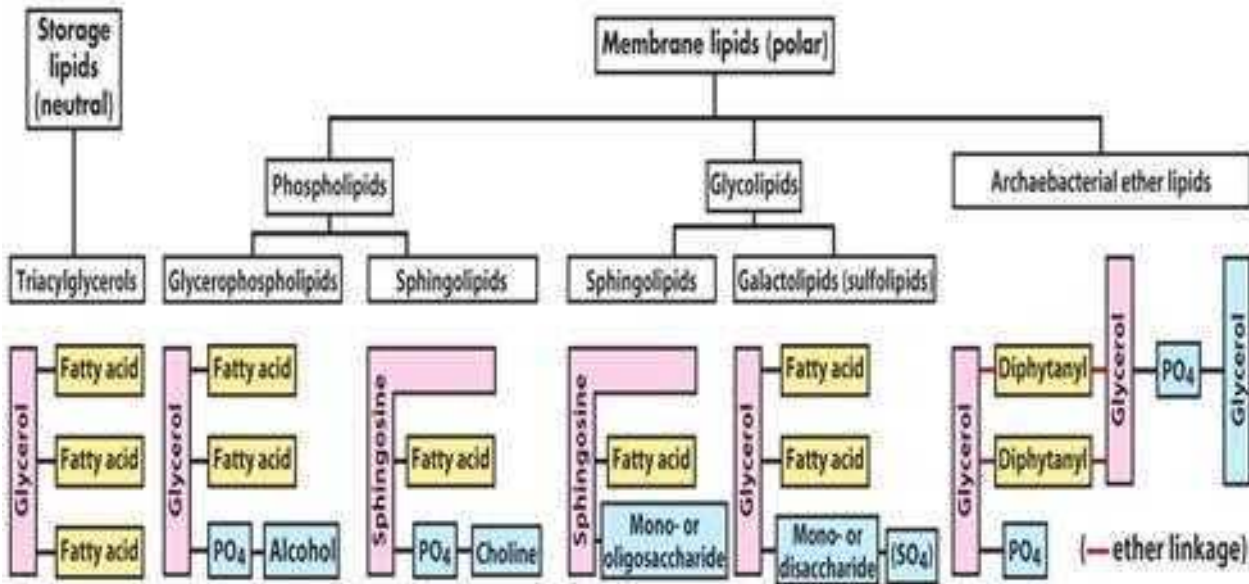 Storage
lipids
(neutral)
Membrane lipids (polar)
Phospholipids
Glycolipids
Archaebacterial ether lipids
Triacylglycerols
Glycerophospholipids
Sphingolipids
Sphingolipids
Galactolipids (sulfolipids)
Glycerol
Fatty acid
Fatty acid
Fatty acid
Glycerol
Fatty acid
Fatty acid
PO₄
Alcohol
Sphingosine
Fatty acid
PO₄
Choline
Sphingosine
Fatty acid
Mono- or
oligosaccharide
Glycerol
Fatty acid
Fatty acid
Mono- or
disaccharide
(SO₄)
Glycerol
Diphytanyl
Diphytanyl
PO₄
Glycerol
PO₄
Glycerol
(— ether linkage)